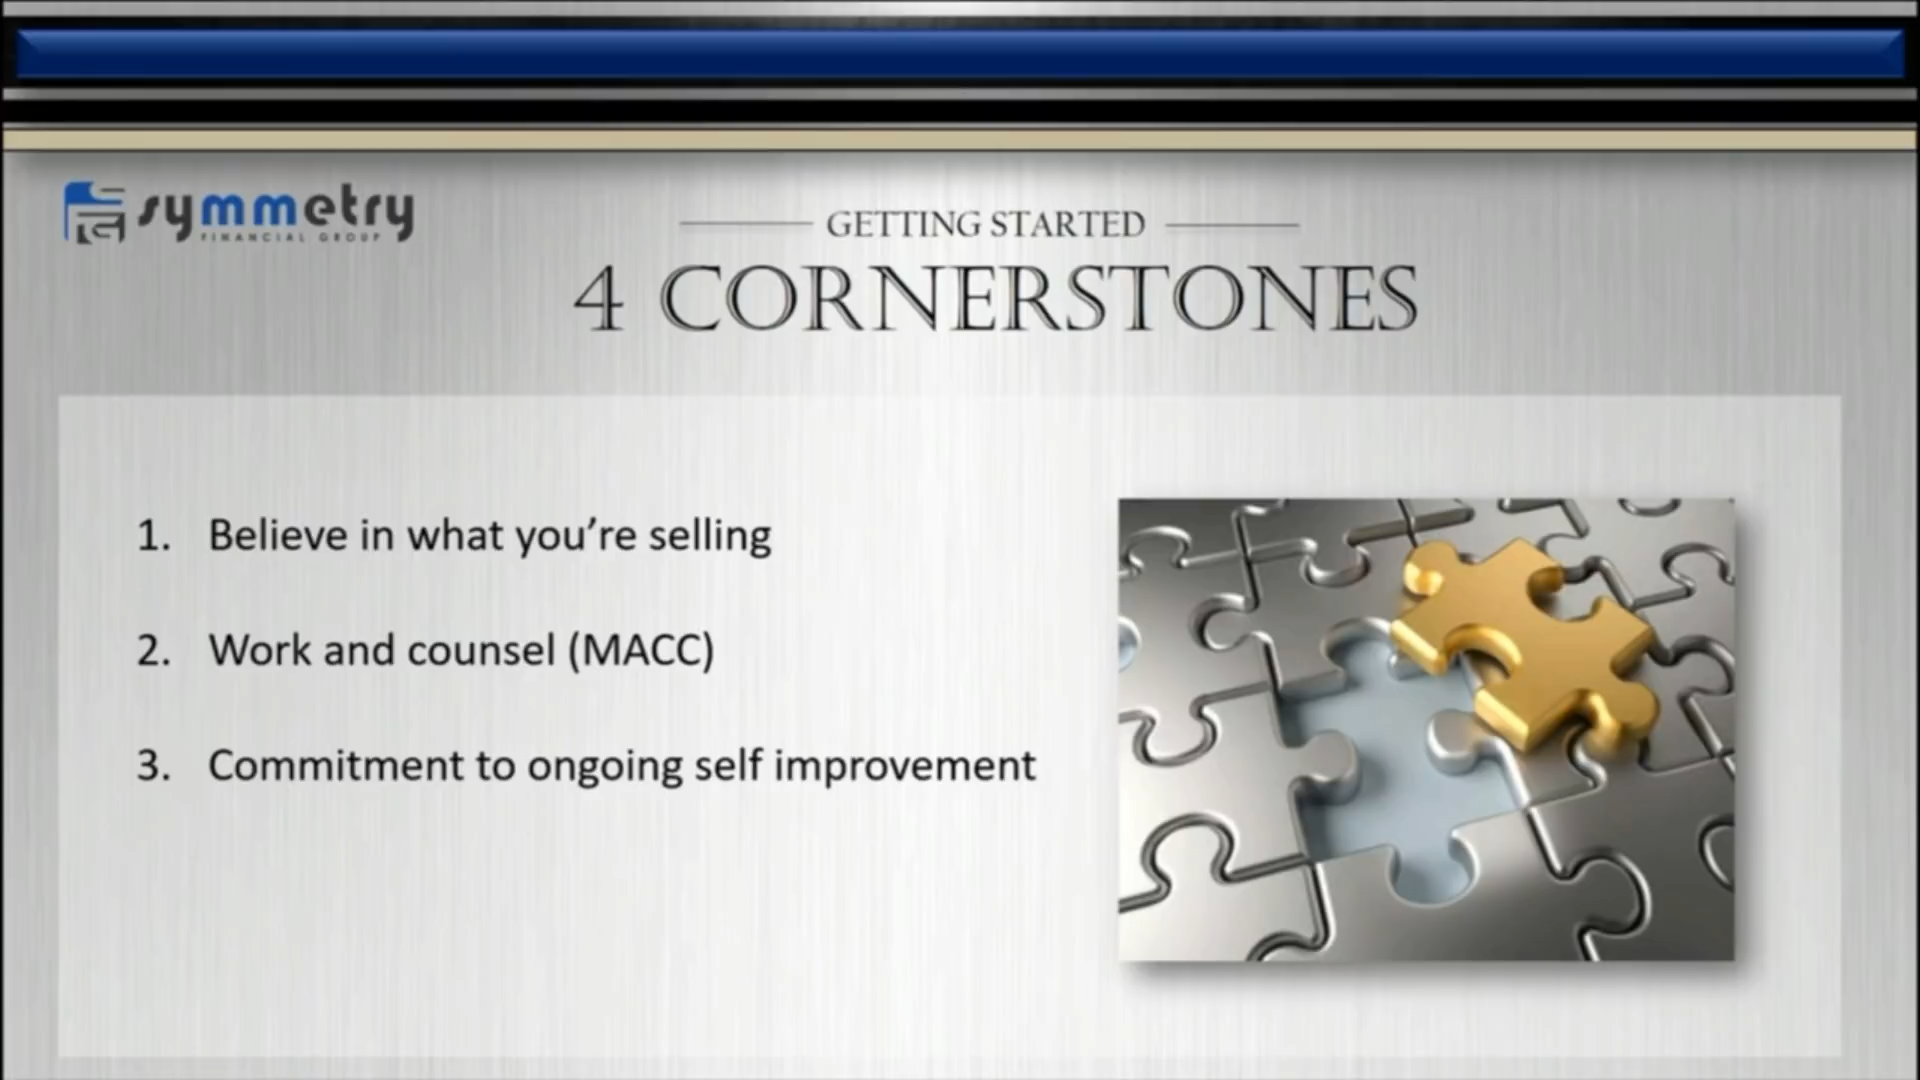 symmetry
FINANCIAL GROUP
GETTING STARTED
4 CORNERSTONES
1. Believe in what you’re selling
2. Work and counsel (MACC)
3. Commitment to ongoing self improvement